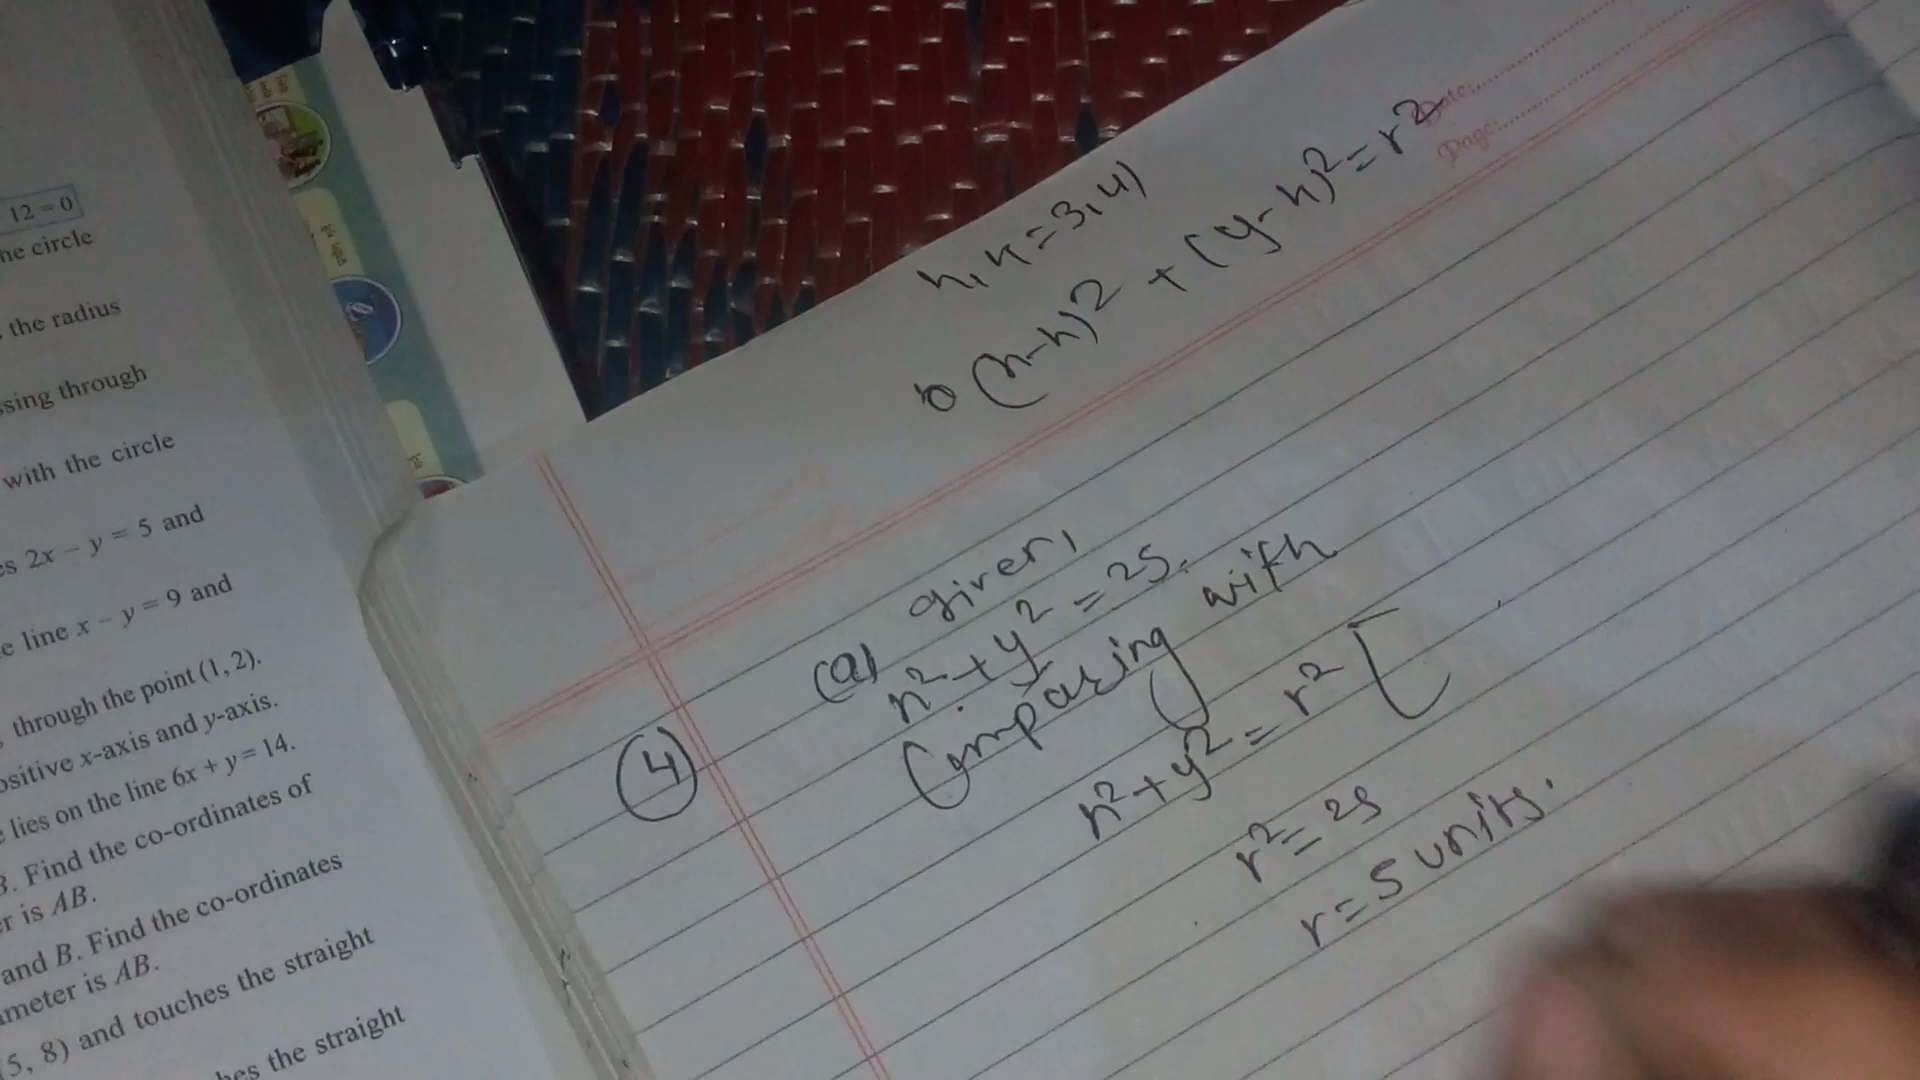 12 = 0
he circle
the radius
ssing through
with the circle
es 2x – y = 5 and
e line x – y = 9 and
through the point (1, 2).
ositive x-axis and y-axis.
e lies on the line 6x + y = 14.
B. Find the co-ordinates of
er is AB.
and B. Find the co-ordinates
ameter is AB.
(5, 8) and touches the straight
hes the straight
Date:
Page:
h, k = 3, 4)
(x-h)2 + (y-h)² = r²
(4) (a) given,
x² + y² = 25.
Comparing with
x² + y² = r² [
r² = 25
r = 5 units.